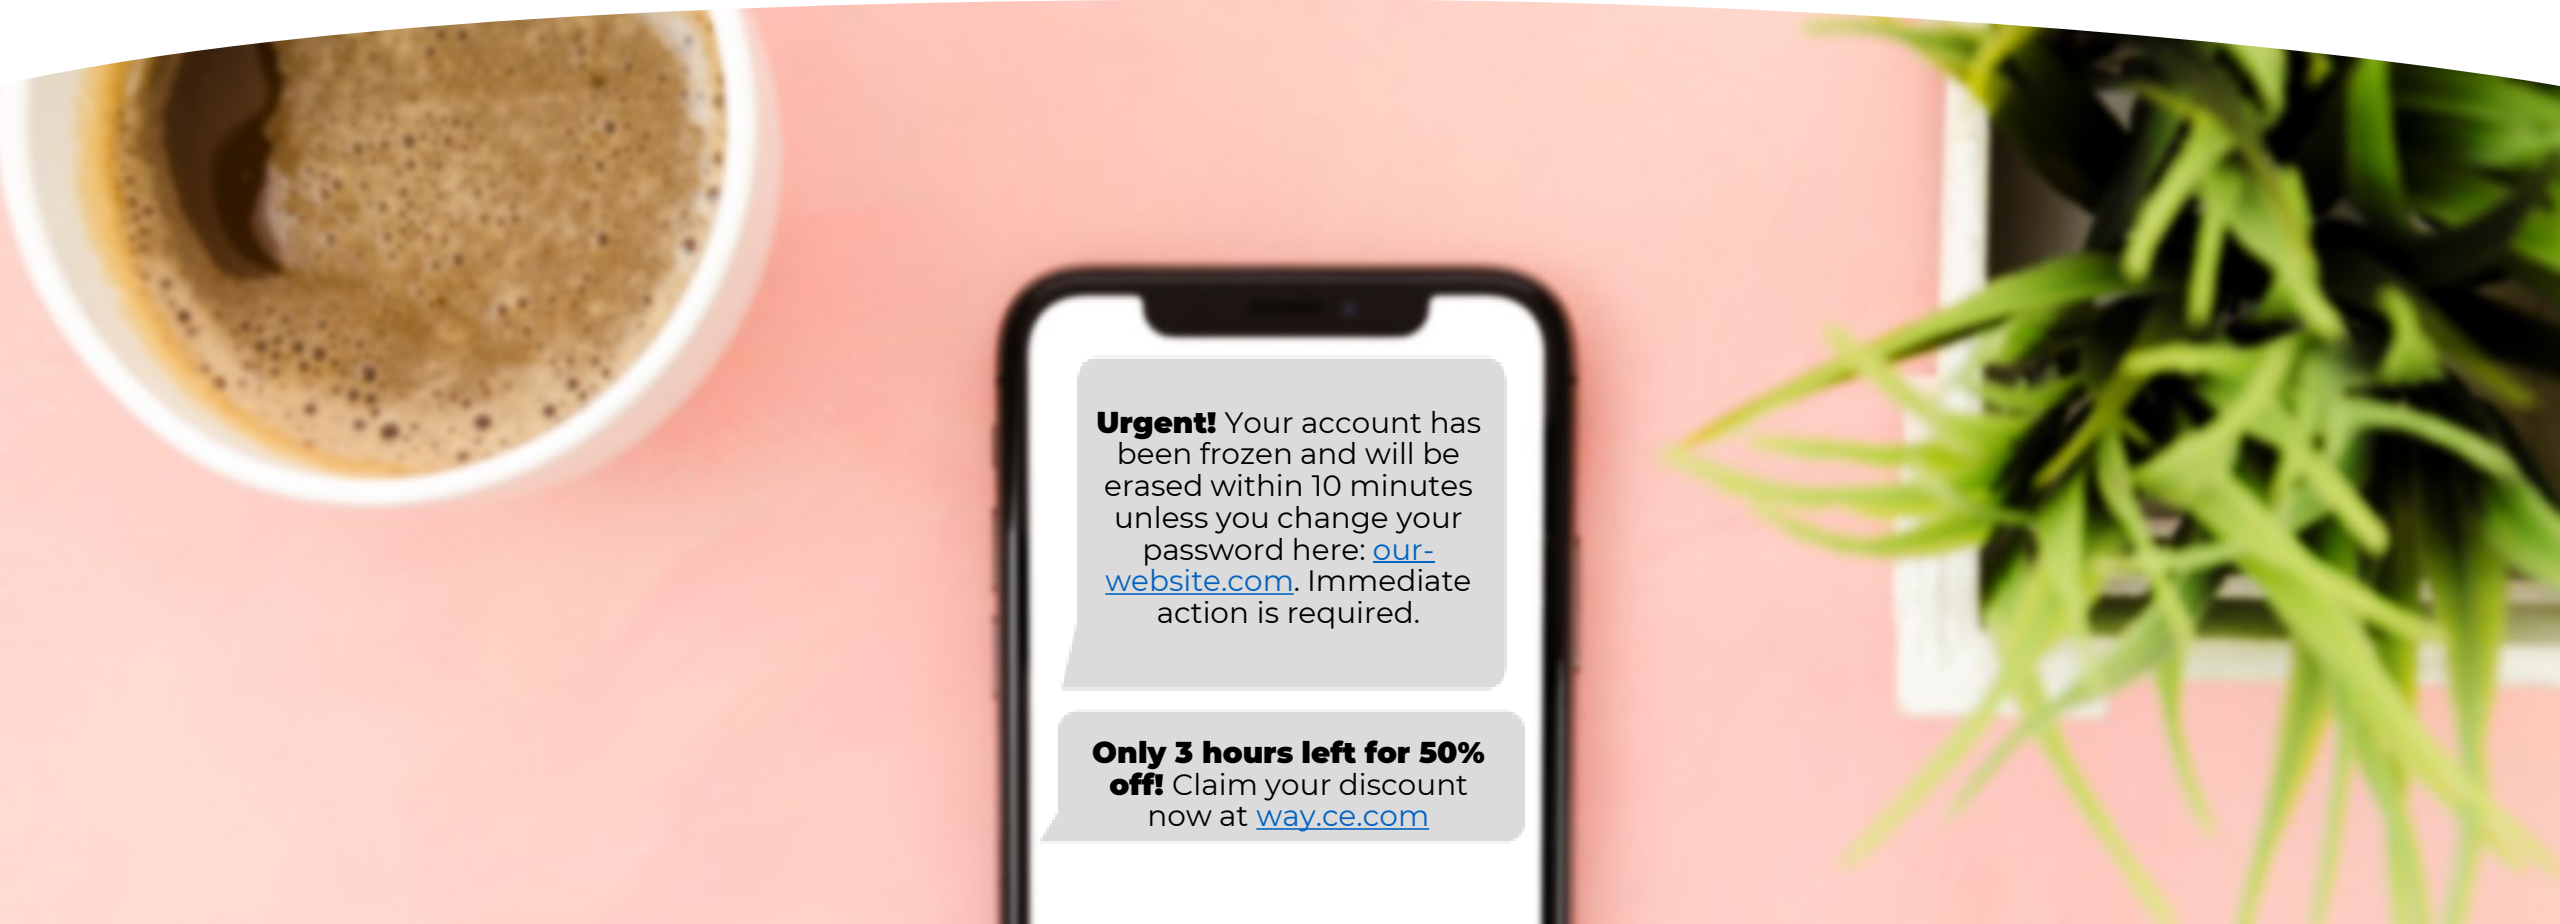 Urgent! Your account has
been frozen and will be
erased within 10 minutes
unless you change your
password here: our-
website.com. Immediate
action is required.
Only 3 hours left for 50%
off! Claim your discount
now at way.ce.com